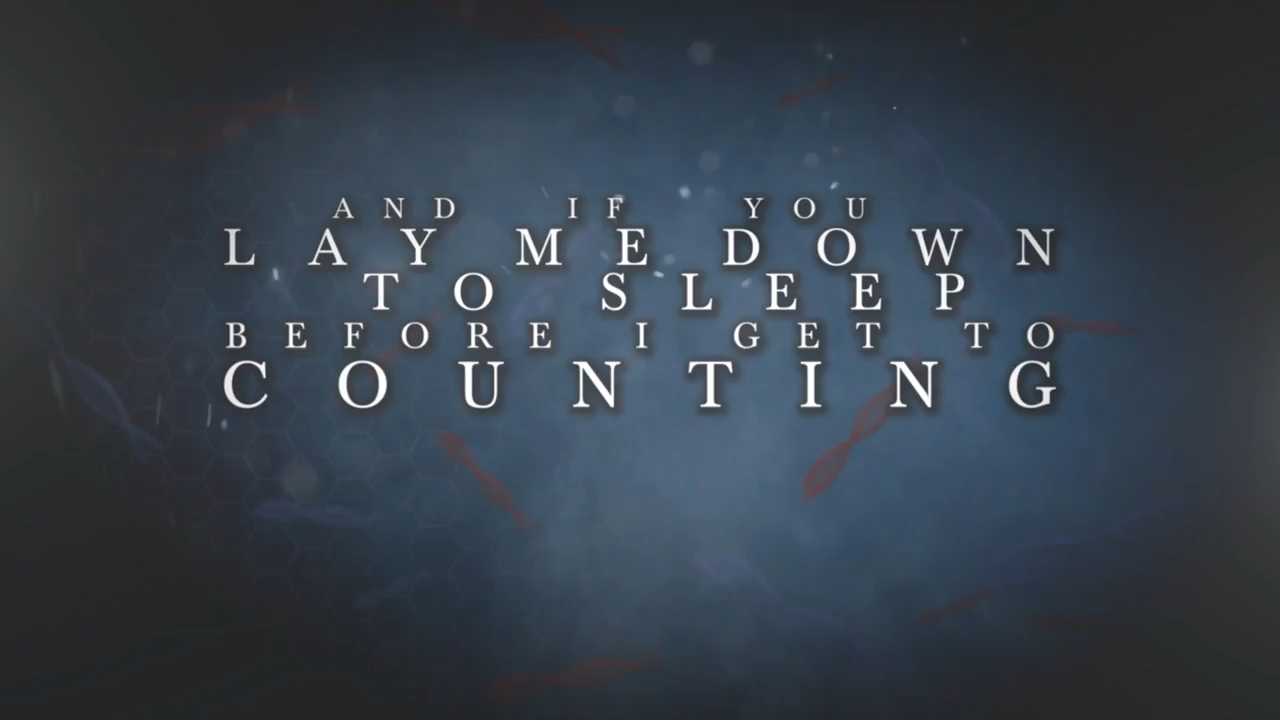 AND IF YOU
LAY ME DOWN
TO SLEEP
BEFORE I GET TO
COUNTING